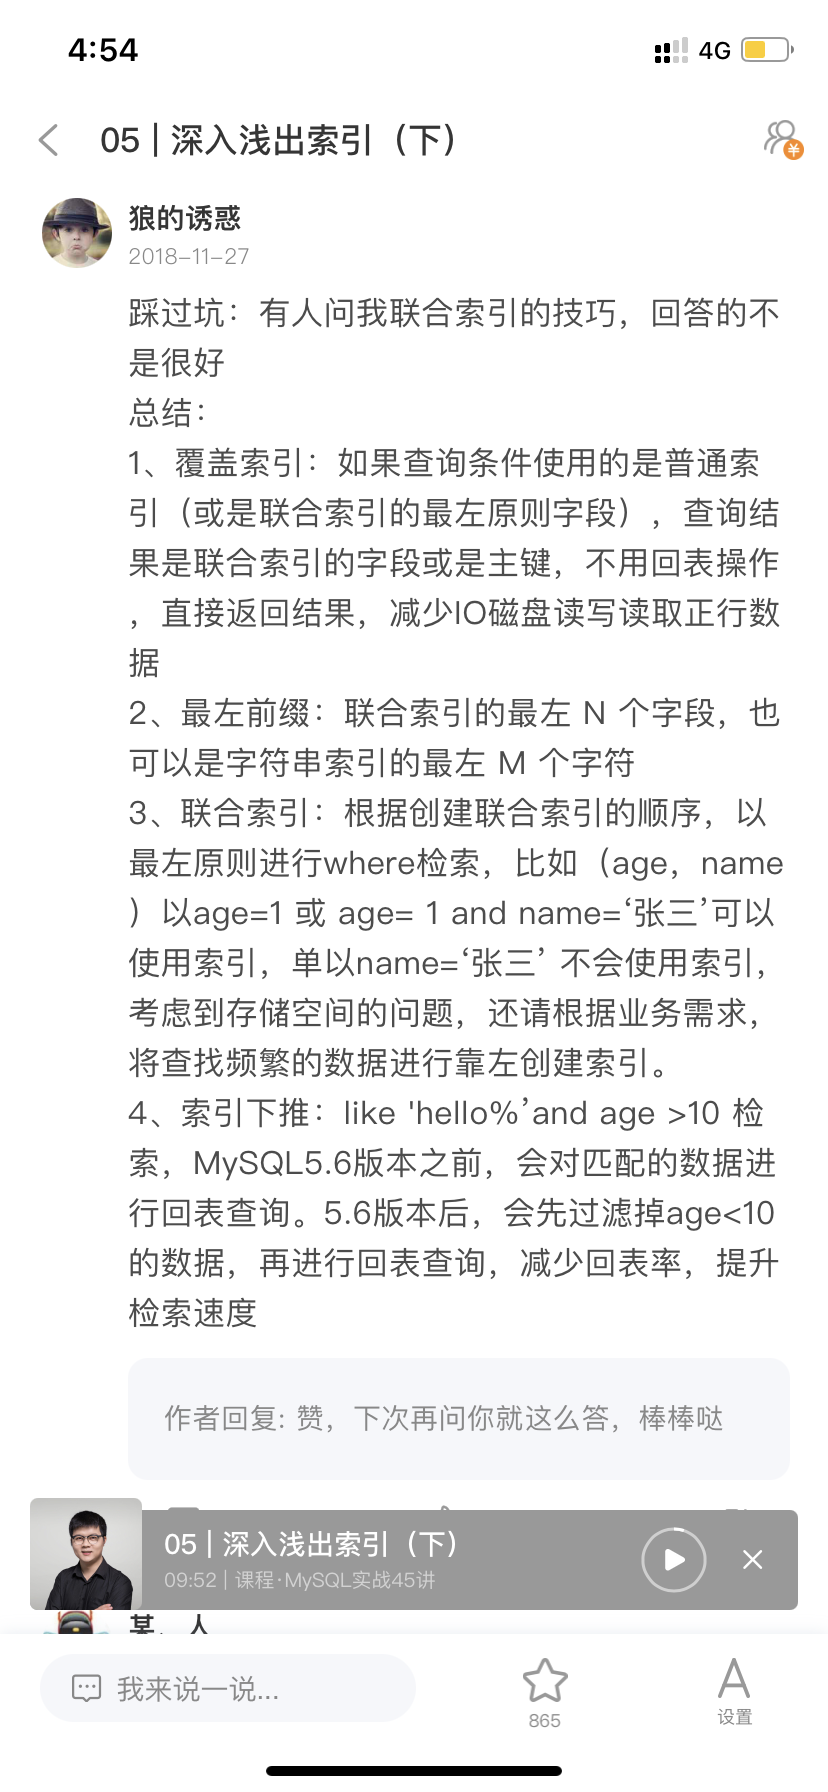 4:54
4G
05 | 深入浅出索引（下）
狼的诱惑
2018-11-27
踩过坑：有人问我联合索引的技巧，回答的不
是很好
总结：
1、覆盖索引：如果查询条件使用的是普通索
引（或是联合索引的最左原则字段），查询结
果是联合索引的字段或是主键，不用回表操作
，直接返回结果，减少IO磁盘读写读取正行数
据
2、最左前缀：联合索引的最左 N 个字段，也
可以是字符串索引的最左 M 个字符
3、联合索引：根据创建联合索引的顺序，以
最左原则进行where检索，比如（age，name
）以age=1 或 age= 1 and name=‘张三’可以
使用索引，单以name=‘张三’ 不会使用索引，
考虑到存储空间的问题，还请根据业务需求，
将查找频繁的数据进行靠左创建索引。
4、索引下推：like 'hello%’and age >10 检
索，MySQL5.6版本之前，会对匹配的数据进
行回表查询。5.6版本后，会先过滤掉age<10
的数据，再进行回表查询，减少回表率，提升
检索速度
作者回复: 赞，下次再问你就这么答，棒棒哒
05 | 深入浅出索引（下）
09:52 | 课程·MySQL实战45讲
某、人
我来说一说...
865
设置